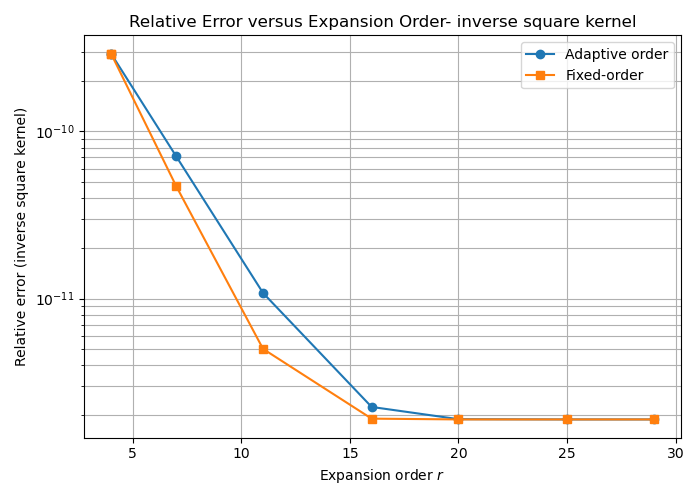 Relative Error versus Expansion Order- inverse square kernel
Adaptive order
Fixed-order
Relative error (inverse square kernel)
10⁻¹⁰
10⁻¹¹
5 10 15 20 25 30
Expansion order r